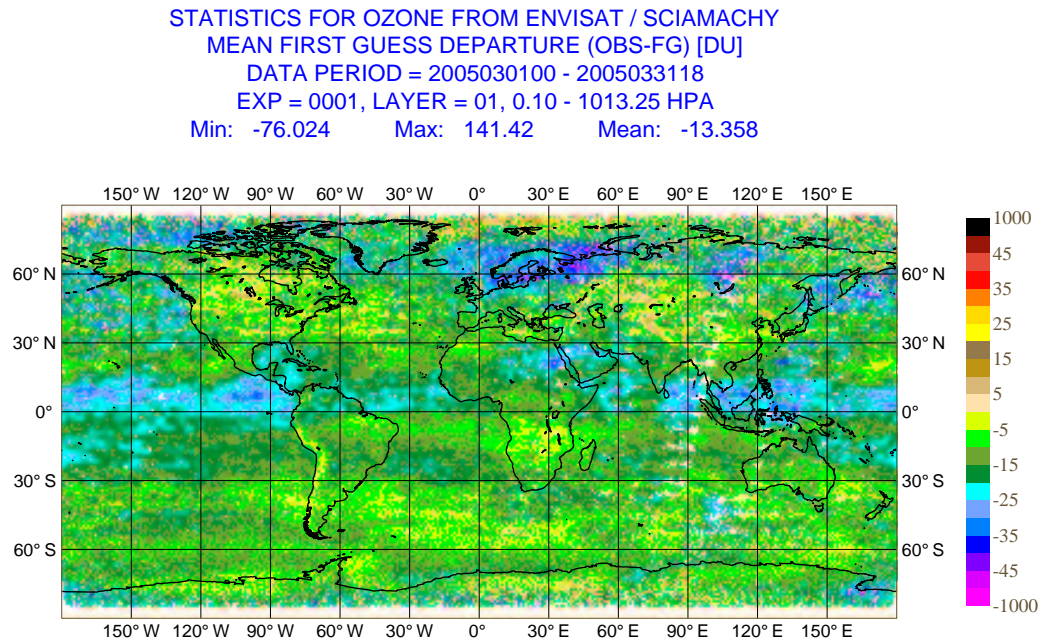 STATISTICS FOR OZONE FROM ENVISAT / SCIAMACHY
MEAN FIRST GUESS DEPARTURE (OBS-FG) [DU]
DATA PERIOD = 2005030100 - 2005033118
EXP = 0001, LAYER = 01, 0.10 - 1013.25 HPA
Min: -76.024 Max: 141.42 Mean: -13.358
150° W 120° W 90° W 60° W 30° W 0° 30° E 60° E 90° E 120° E 150° E
60° N
30° N
0°
30° S
60° S
60° N
30° N
0°
30° S
60° S
150° W 120° W 90° W 60° W 30° W 0° 30° E 60° E 90° E 120° E 150° E
1000
45
35
25
15
5
-5
-15
-25
-35
-45
-1000